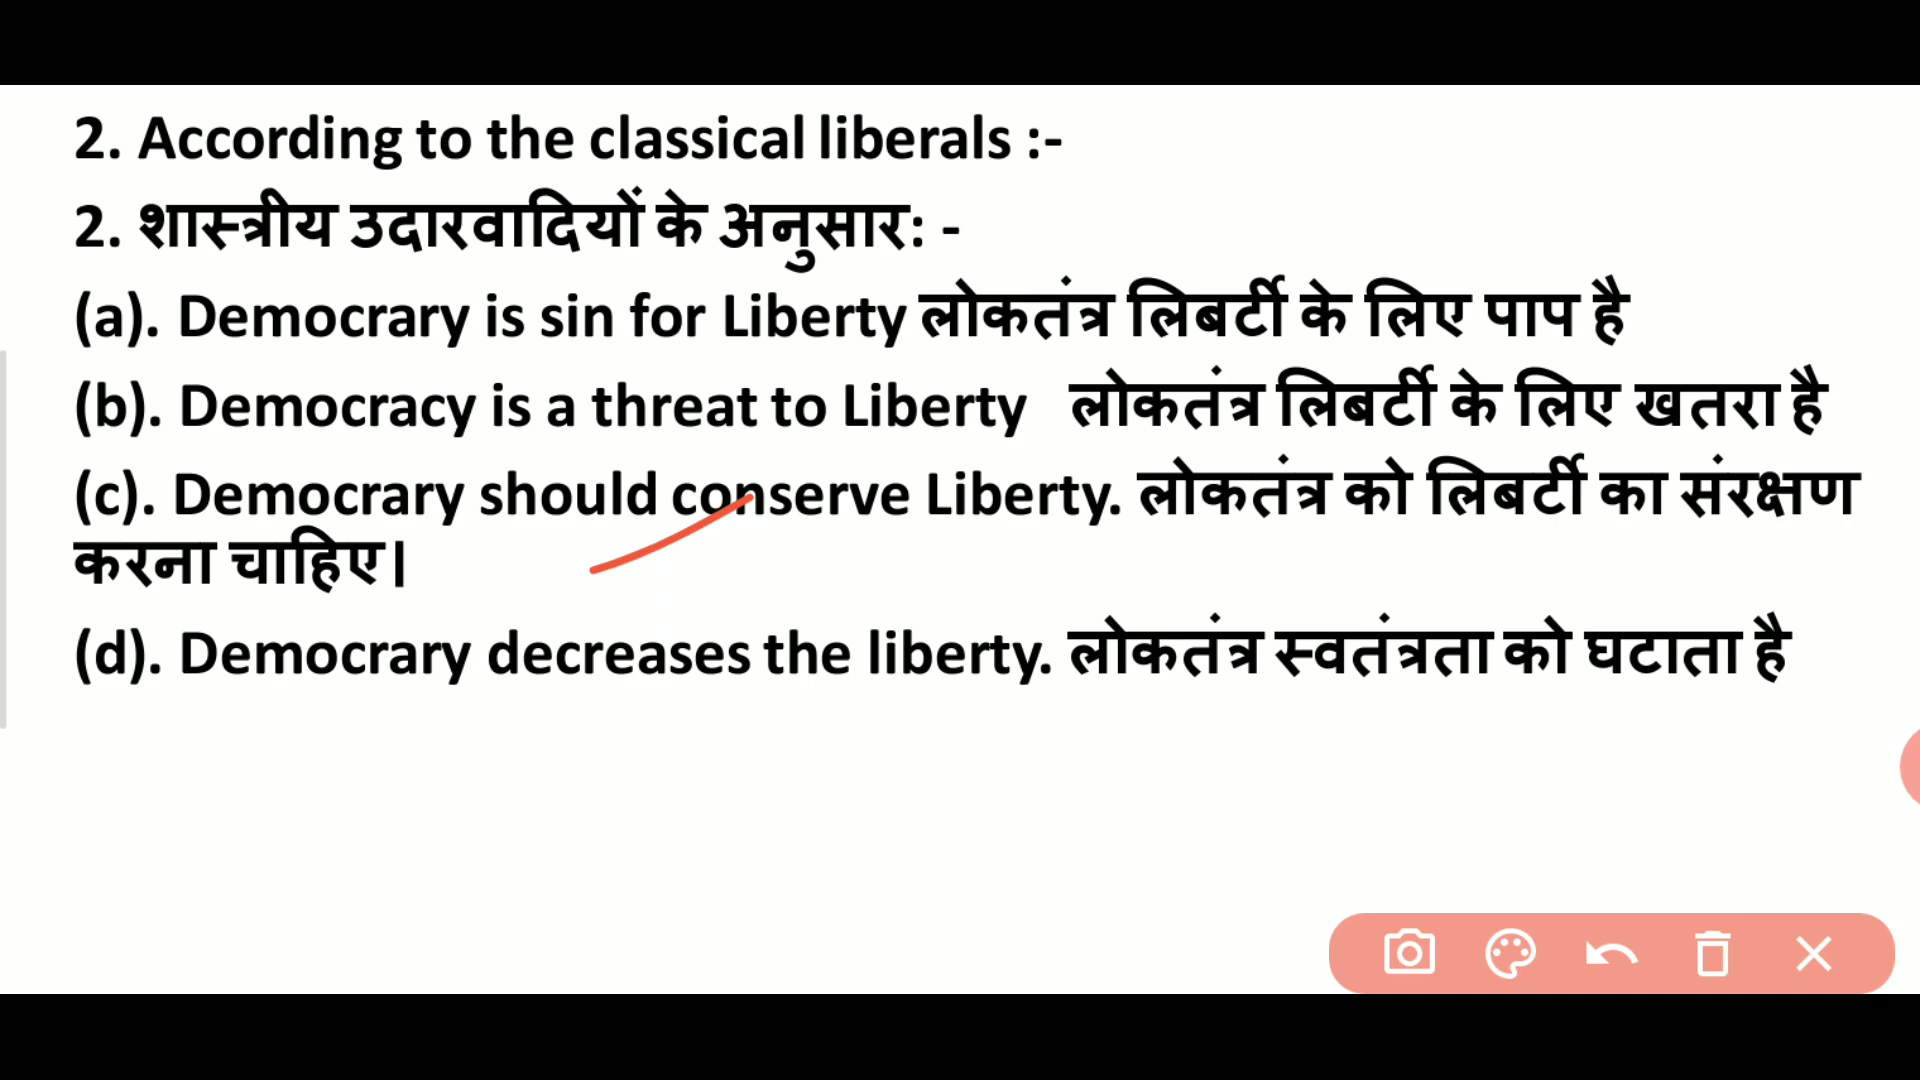 2. According to the classical liberals :-
2. शास्त्रीय उदारवादियों के अनुसार: -
(a). Democrary is sin for Liberty लोकतंत्र लिबर्टी के लिए पाप है
(b). Democracy is a threat to Liberty लोकतंत्र लिबर्टी के लिए खतरा है
(c). Democrary should conserve Liberty. लोकतंत्र को लिबर्टी का संरक्षण
करना चाहिए।
(d). Democrary decreases the liberty. लोकतंत्र स्वतंत्रता को घटाता है